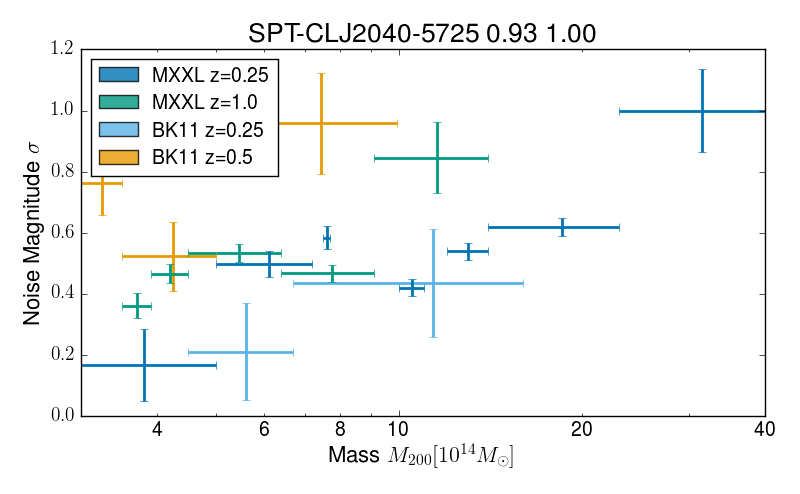 SPT-CLJ2040-5725 0.93 1.00
1.2
1.0
0.8
0.6
0.4
0.2
0.0
Noise Magnitude σ
MXXL z=0.25
MXXL z=1.0
BK11 z=0.25
BK11 z=0.5
4 6 8 10 20 40
Mass M₂₀₀[10¹⁴M☉]